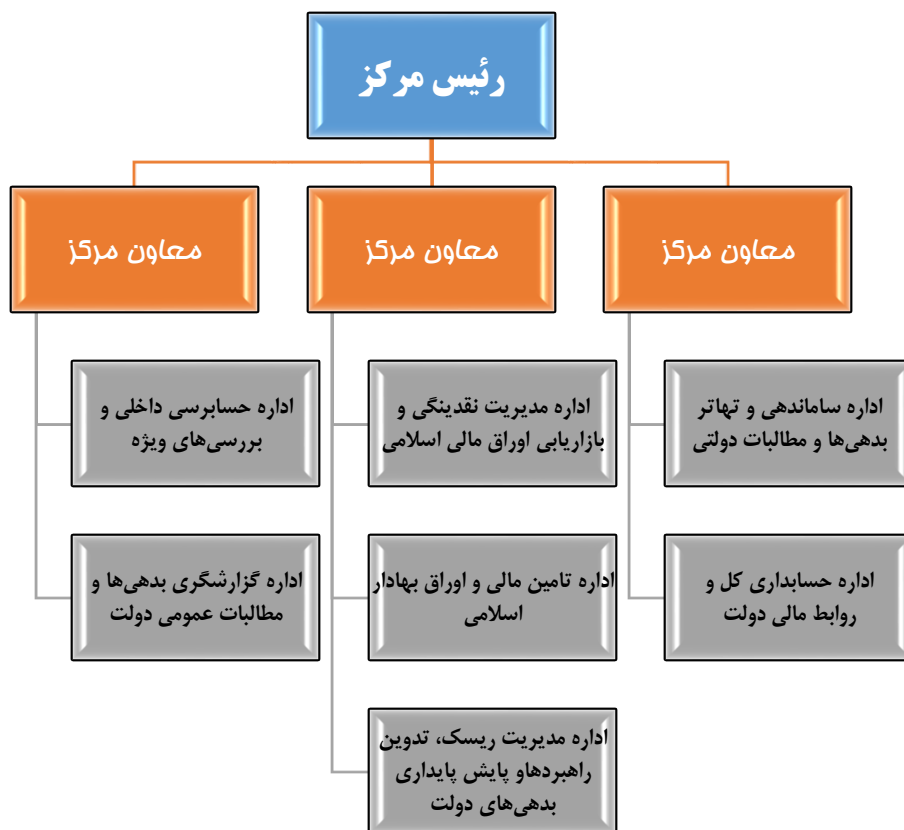 رئیس مرکز
معاون مرکز
معاون مرکز
معاون مرکز
اداره ساماندهی و تهاتر
بدهی‌ها و مطالبات دولتی
اداره حسابداری کل و
روابط مالی دولت
اداره مدیریت نقدینگی و
بازاریابی اوراق مالی اسلامی
اداره تامین مالی و اوراق بهادار
اسلامی
اداره مدیریت ریسک، تدوین
راهبردهاو پایش پایداری
بدهی‌های دولت
اداره حسابرسی داخلی و
بررسی‌های ویژه
اداره گزارشگری بدهی‌ها و
مطالبات عمومی دولت